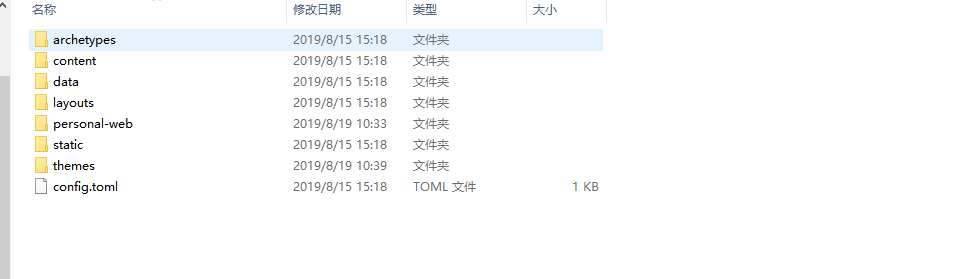 名称 修改日期 类型 大小
archetypes 2019/8/15 15:18 文件夹
content 2019/8/15 15:18 文件夹
data 2019/8/15 15:18 文件夹
layouts 2019/8/15 15:18 文件夹
personal-web 2019/8/19 10:33 文件夹
static 2019/8/15 15:18 文件夹
themes 2019/8/19 10:39 文件夹
config.toml 2019/8/15 15:18 TOML 文件 1 KB